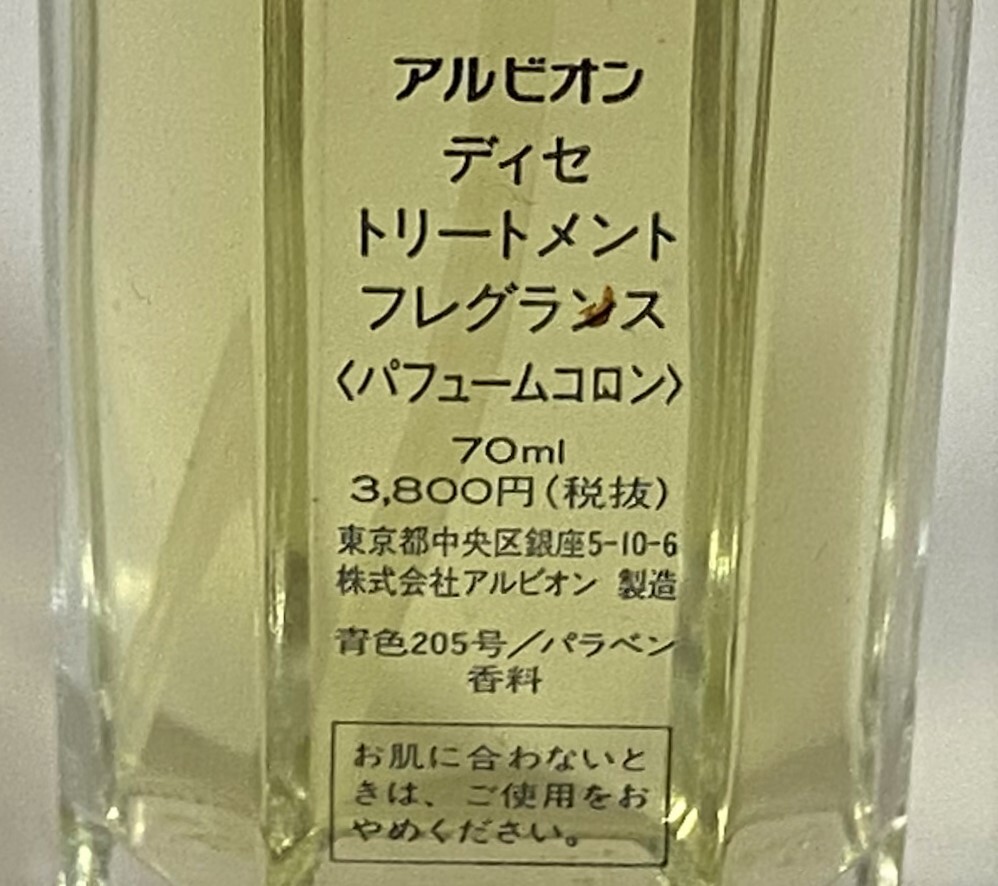 アルビオン
ディセ
トリートメント
フレグランス
〈パフュームコロン〉
70ml
3,800円(税抜)
東京都中央区銀座5-10-6
株式会社アルビオン 製造
青色205号/パラベン
香料
お肌に合わないと
きは、ご使用をお
やめください。